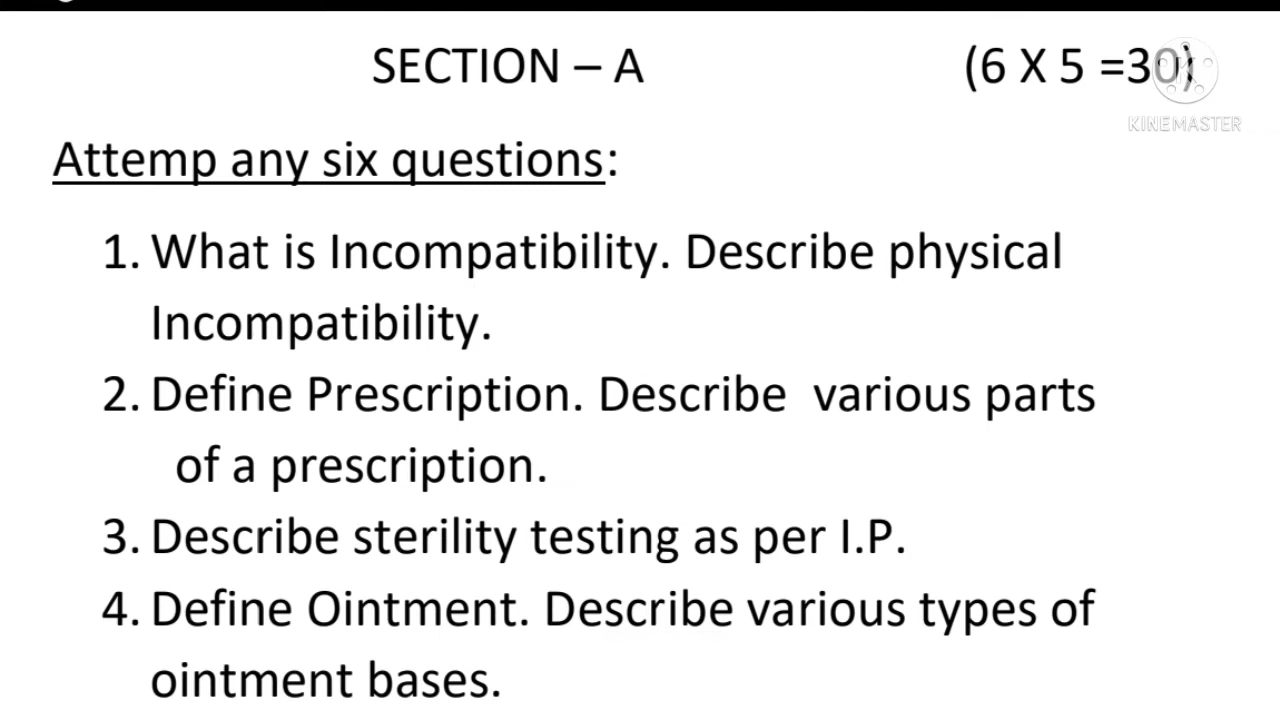 SECTION – A (6 X 5 =30)
KINEMASTER
Attemp any six questions:
1. What is Incompatibility. Describe physical
Incompatibility.
2. Define Prescription. Describe various parts
of a prescription.
3. Describe sterility testing as per I.P.
4. Define Ointment. Describe various types of
ointment bases.